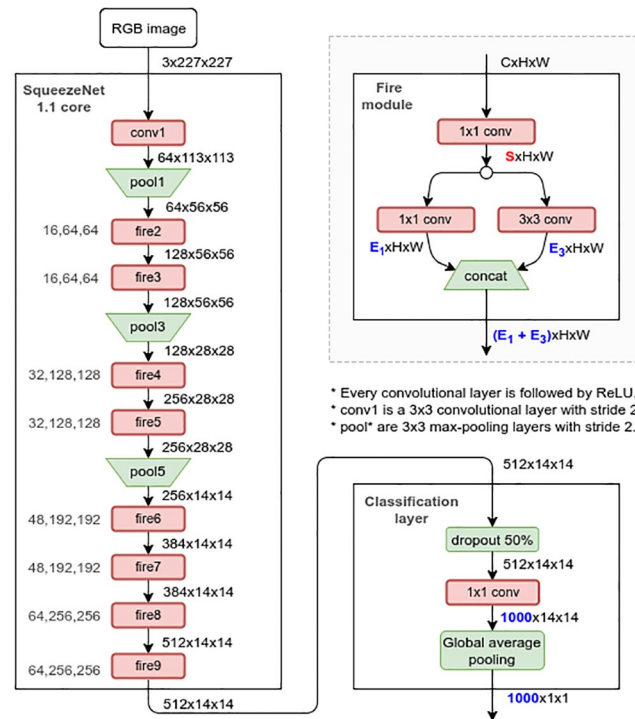 RGB image
3x227x227
SqueezeNet
1.1 core
conv1
64x113x113
pool1
64x56x56
16,64,64
fire2
128x56x56
16,64,64
fire3
128x56x56
pool3
128x28x28
32,128,128
fire4
256x28x28
32,128,128
fire5
256x28x28
pool5
256x14x14
48,192,192
fire6
384x14x14
48,192,192
fire7
384x14x14
64,256,256
fire8
512x14x14
64,256,256
fire9
512x14x14
CxHxW
Fire
module
1x1 conv
SxHxW
1x1 conv
3x3 conv
E1xHxW
E3xHxW
concat
(E1 + E3)xHxW
* Every convolutional layer is followed by ReLU.
* conv1 is a 3x3 convolutional layer with stride 2
* pool* are 3x3 max-pooling layers with stride 2.
512x14x14
Classification
layer
dropout 50%
512x14x14
1x1 conv
1000x14x14
Global average
pooling
1000x1x1